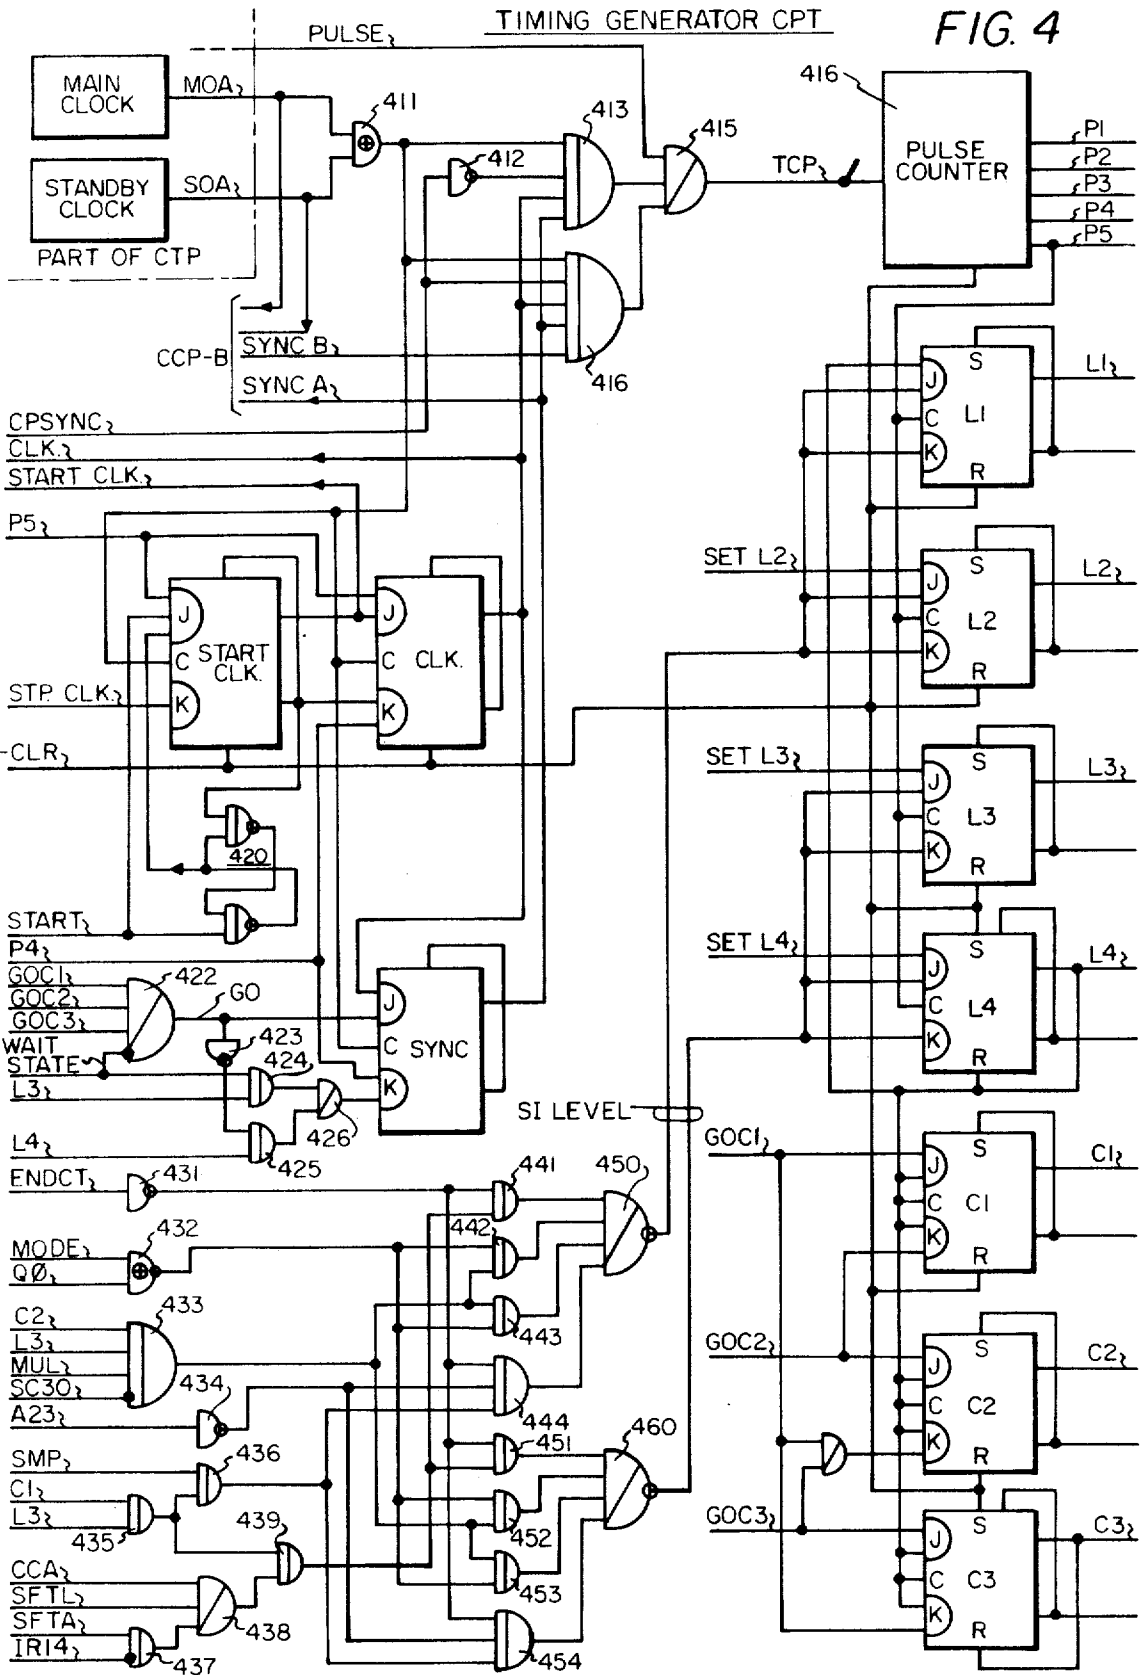 TIMING GENERATOR CPT
FIG. 4
PULSE
MAIN
CLOCK
MOA
411
413
415
416
PULSE
COUNTER
P1
P2
P3
P4
P5
STANDBY
CLOCK
SOA
412
TCP
PART OF CTP
CCP-B
SYNC B
SYNC A
416
CPSYNC
CLK.
START CLK.
P5
J
C
K
START
CLK.
J
C
K
CLK.
STP. CLK.
-CLR
420
START
P4
GOC1
GOC2
GOC3
WAIT
STATE
L3
L4
422
GO
423
424
425
426
J
C
K
SYNC
SI LEVEL
ENDCT
431
MODE
QØ
432
C2
L3
MUL
SC30
433
A23
434
SMP
C1
L3
435
436
CCA
SFTL
SFTA
IR14
437
438
439
441
442
443
444
450
451
452
453
454
460
S
J
C
K
R
L1
L1
SET L2
S
J
C
K
R
L2
L2
SET L3
S
J
C
K
R
L3
L3
SET L4
S
J
C
K
R
L4
L4
GOC1
S
J
C
K
R
C1
C1
GOC2
S
J
C
K
R
C2
C2
GOC3
S
J
C
K
R
C3
C3